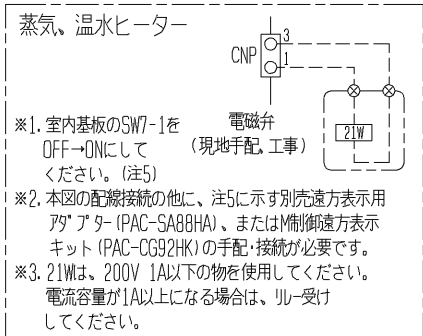 蒸気、温水ヒーター
CNP
3
1
電磁弁
(現地手配、工事)
21W
※1. 室内基板のSW7-1を
OFF→ONにして
ください。(注5)
※2. 本図の配線接続の他に、注5に示す別売遠方表示用
アダプター(PAC-SA88HA)、またはM制御遠方表示
キット(PAC-CG92HK)の手配・接続が必要です。
※3. 21Wは、200V 1A以下の物を使用してください。
電流容量が1A以上になる場合は、リレー受け
してください。